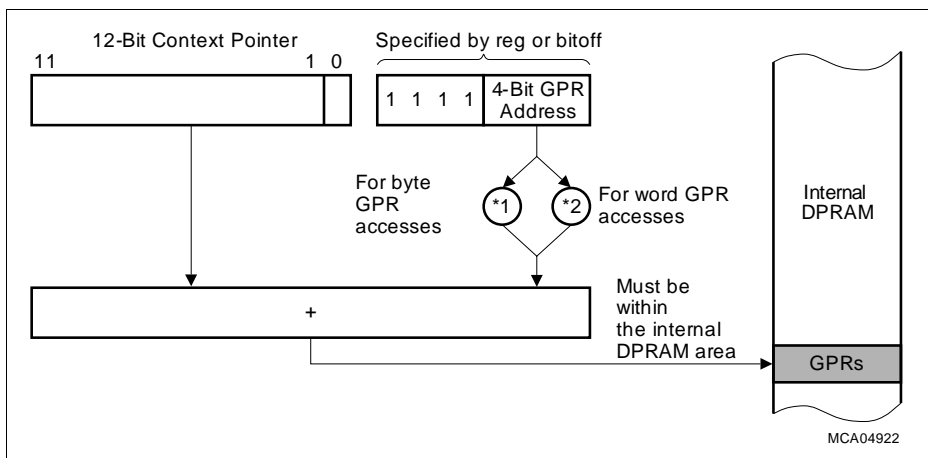 12-Bit Context Pointer
Specified by reg or bitoff
11
1
0
1 1 1 1
4-Bit GPR
Address
For byte
GPR
accesses
*1
*2
For word GPR
accesses
Internal
DPRAM
+
Must be
within
the internal
DPRAM area
GPRs
MCA04922